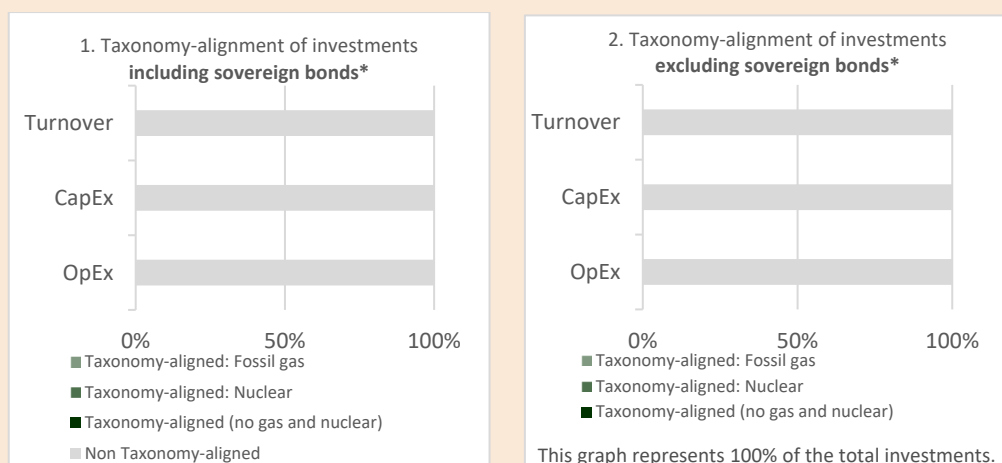 1. Taxonomy-alignment of investments
including sovereign bonds*
Turnover
CapEx
OpEx
0% 50% 100%
Taxonomy-aligned: Fossil gas
Taxonomy-aligned: Nuclear
Taxonomy-aligned (no gas and nuclear)
Non Taxonomy-aligned
2. Taxonomy-alignment of investments
excluding sovereign bonds*
Turnover
CapEx
OpEx
0% 50% 100%
Taxonomy-aligned: Fossil gas
Taxonomy-aligned: Nuclear
Taxonomy-aligned (no gas and nuclear)
This graph represents 100% of the total investments.